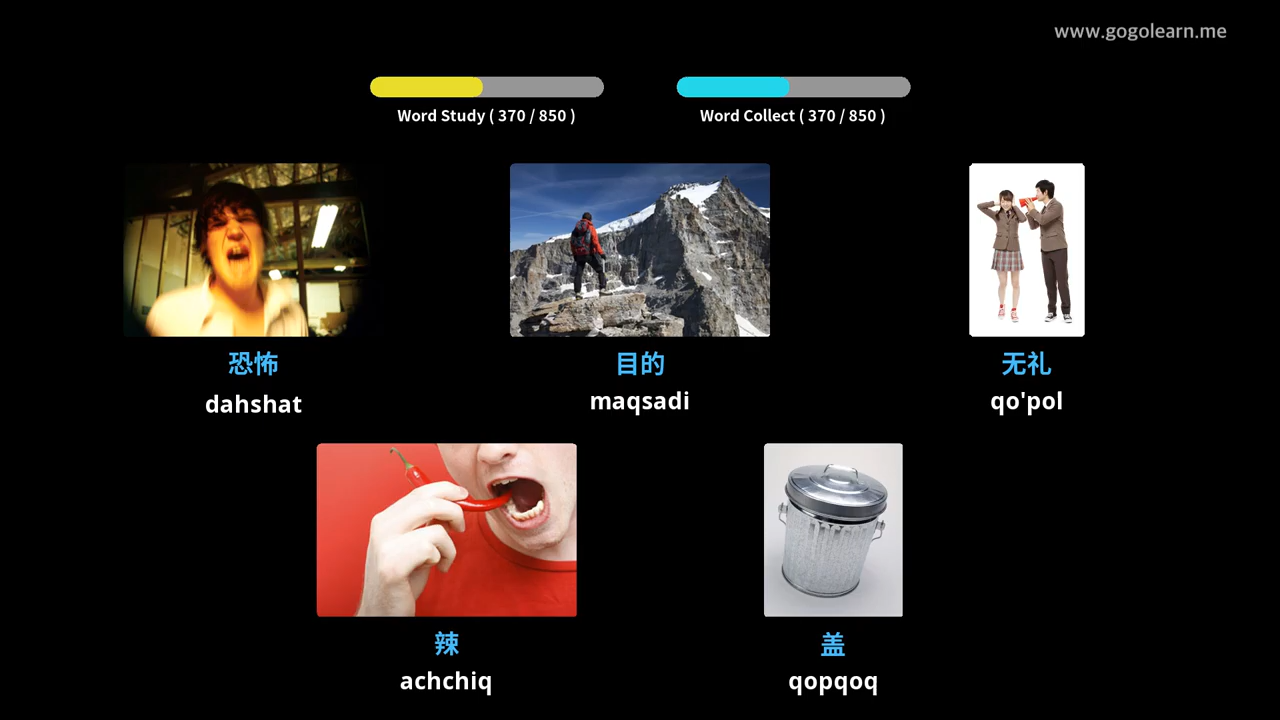 www.gogolearn.me
Word Study ( 370 / 850 )
Word Collect ( 370 / 850 )
恐怖
dahshat
目的
maqsadi
无礼
qo'pol
辣
achchiq
盖
qopqoq